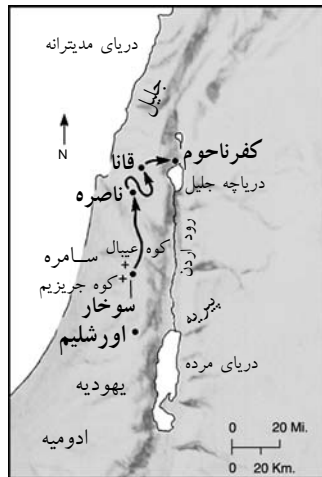 دریای مدیترانه
جلیل
N
قانا
کفرناحوم
دریاچه جلیل
ناصره
رود اردن
کوه عیبال
سامره
کوه جریزیم
سوخار
پیریه
اورشلیم
دریای مرده
یهودیه
ادومیه
0 20 Mi.
0 20 Km.